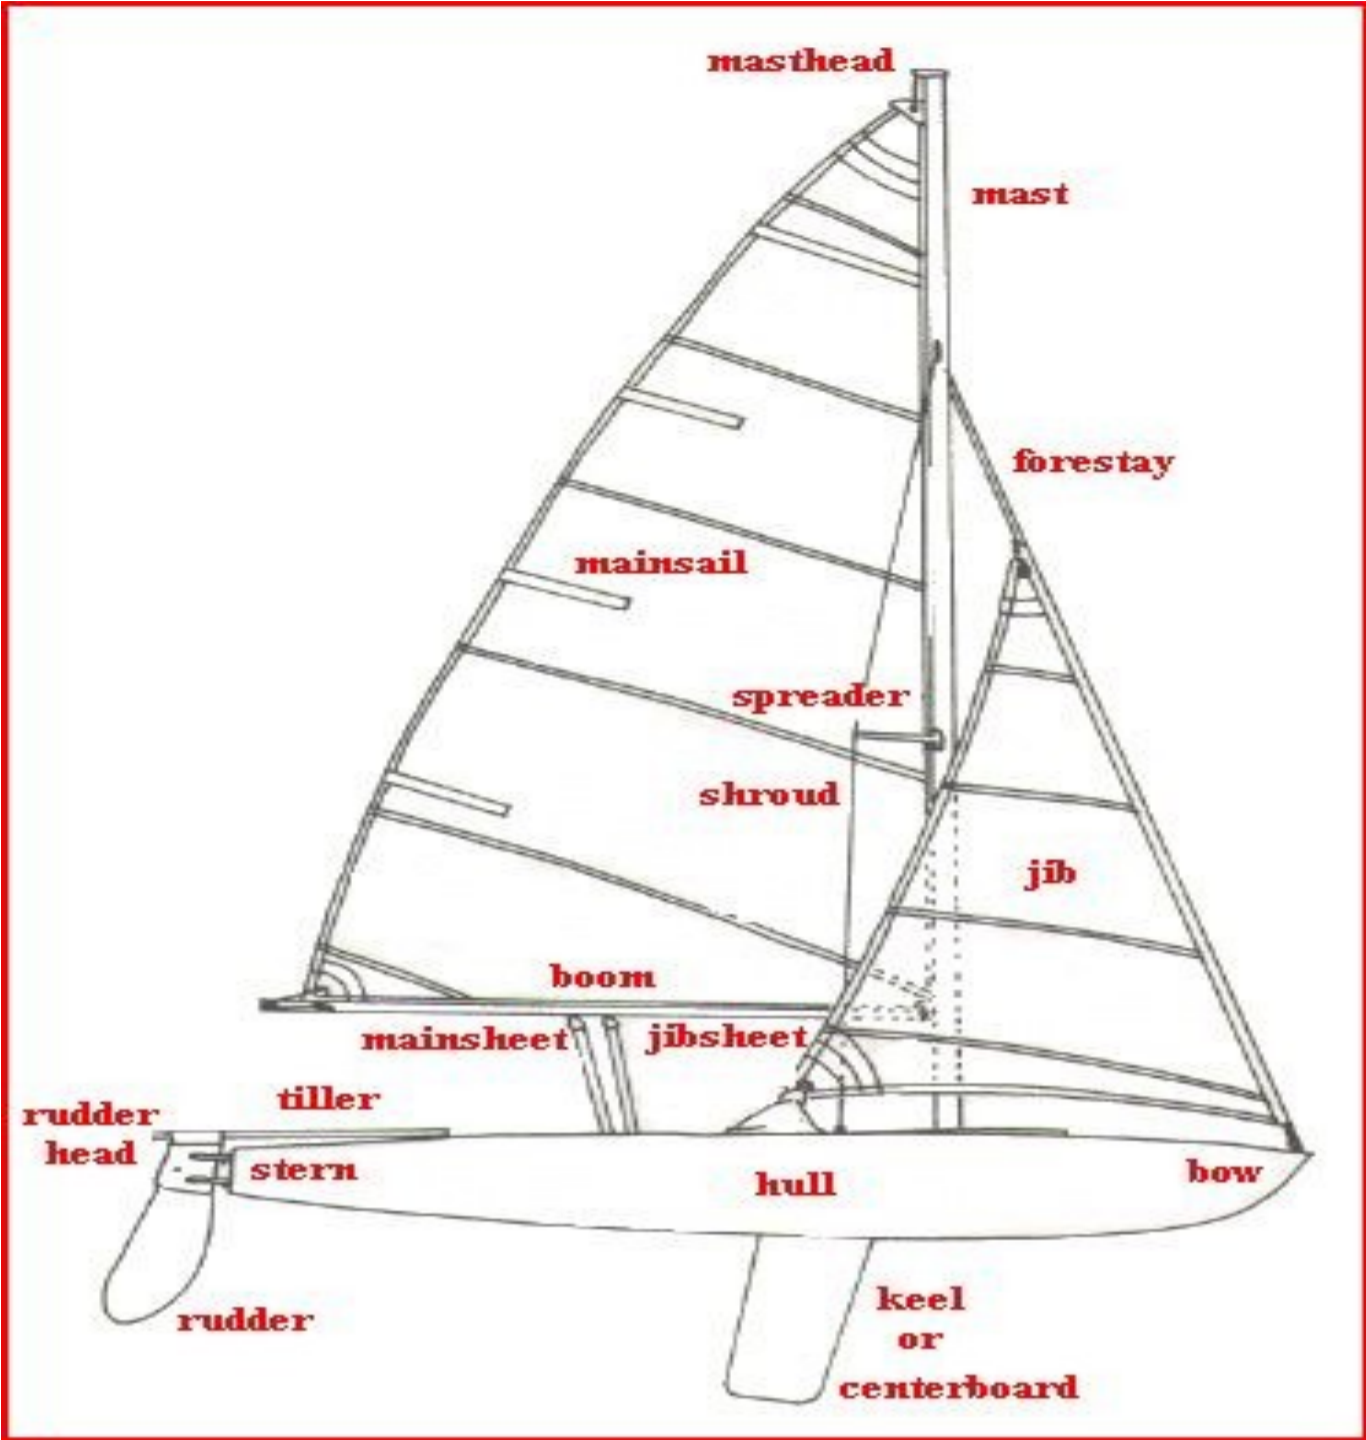 masthead
mast
forestay
mainsail
spreader
shroud
jib
boom
mainsheet
jibsheet
tiller
rudder
head
stern
hull
bow
rudder
keel
or
centerboard